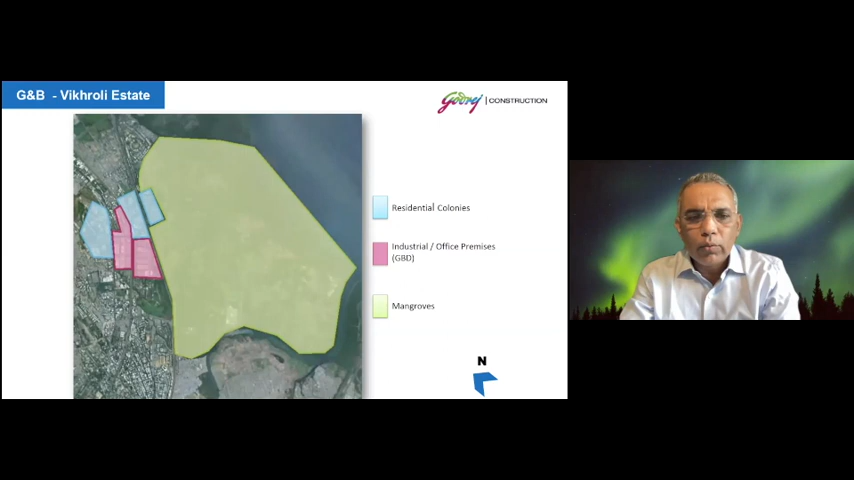 G&B - Vikhroli Estate
Godrej | CONSTRUCTION
Residential Colonies
Industrial / Office Premises
(GBD)
Mangroves
N